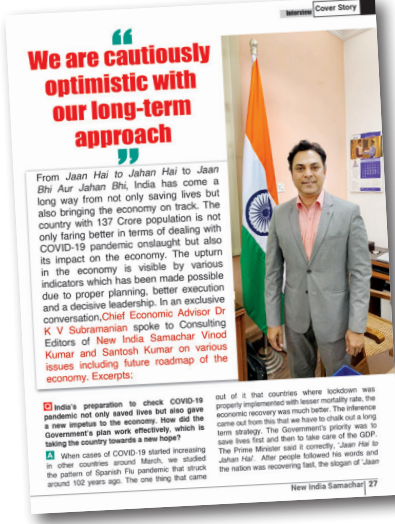 Interview Cover Story
“
We are cautiously
optimistic with
our long-term
approach
”
From Jaan Hai to Jahan Hai to Jaan
Bhi Aur Jahan Bhi, India has come a
long way from not only saving lives but
also bringing the economy on track. The
country with 137 Crore population is not
only faring better in terms of dealing with
COVID-19 pandemic onslaught but also
its impact on the economy. The upturn
in the economy is visible by various
indicators which has been made possible
due to proper planning, better execution
and a decisive leadership. In an exclusive
conversation,Chief Economic Advisor Dr
K V Subramanian spoke to Consulting
Editors of New India Samachar Vinod
Kumar and Santosh Kumar on various
issues including future roadmap of the
economy. Excerpts:
Q India's preparation to check COVID-19
pandemic not only saved lives but also gave
a new impetus to the economy. How did the
Government's plan work effectively, which is
taking the country towards a new hope?
A When cases of COVID-19 started increasing
in other countries around March, we studied
the pattern of Spanish Flu pandemic that struck
around 102 years ago. The one thing that came
out of it that countries where lockdown was
properly implemented with lesser mortality rate, the
economic recovery was much better. The inference
came out from this that we have to chalk out a long
term strategy. The Government's priority was to
save lives first and then to take care of the GDP.
The Prime Minister said it correctly, 'Jaan Hai to
Jahan Hai'. After people followed his words and
the nation was recovering fast, the slogan of 'Jaan
New India Samachar 27